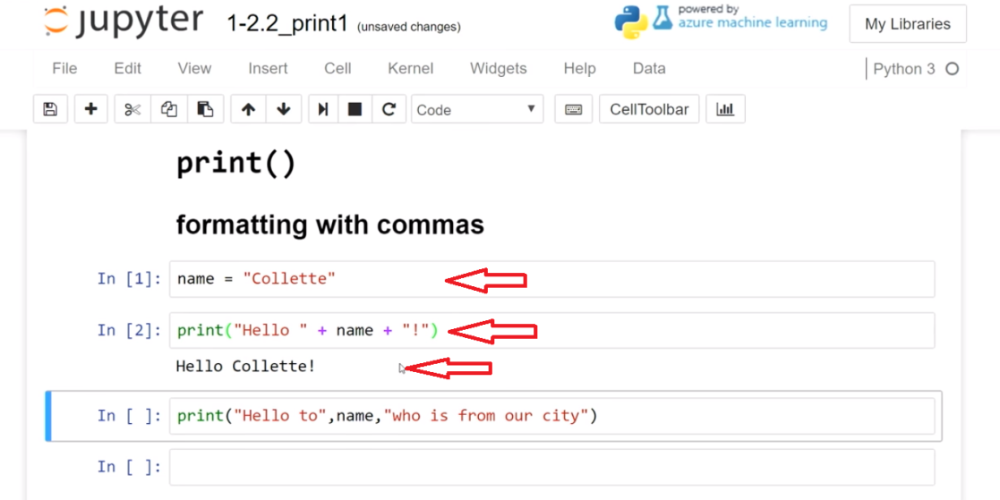 jupyter 1-2.2_print1 (unsaved changes) powered by
azure machine learning My Libraries
File Edit View Insert Cell Kernel Widgets Help Data Python 3
Code CellToolbar
print()
formatting with commas
In [1]: name = "Collette"
In [2]: print("Hello " + name + "!")
Hello Collette!
In [ ]: print("Hello to",name,"who is from our city")
In [ ]: